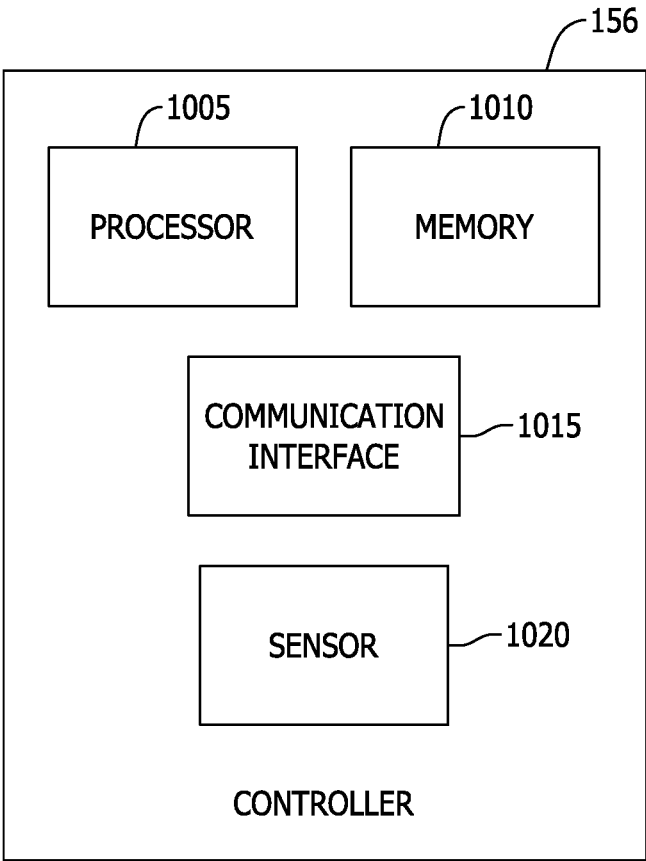 156
1005
1010
PROCESSOR
MEMORY
COMMUNICATION
INTERFACE
1015
SENSOR
1020
CONTROLLER